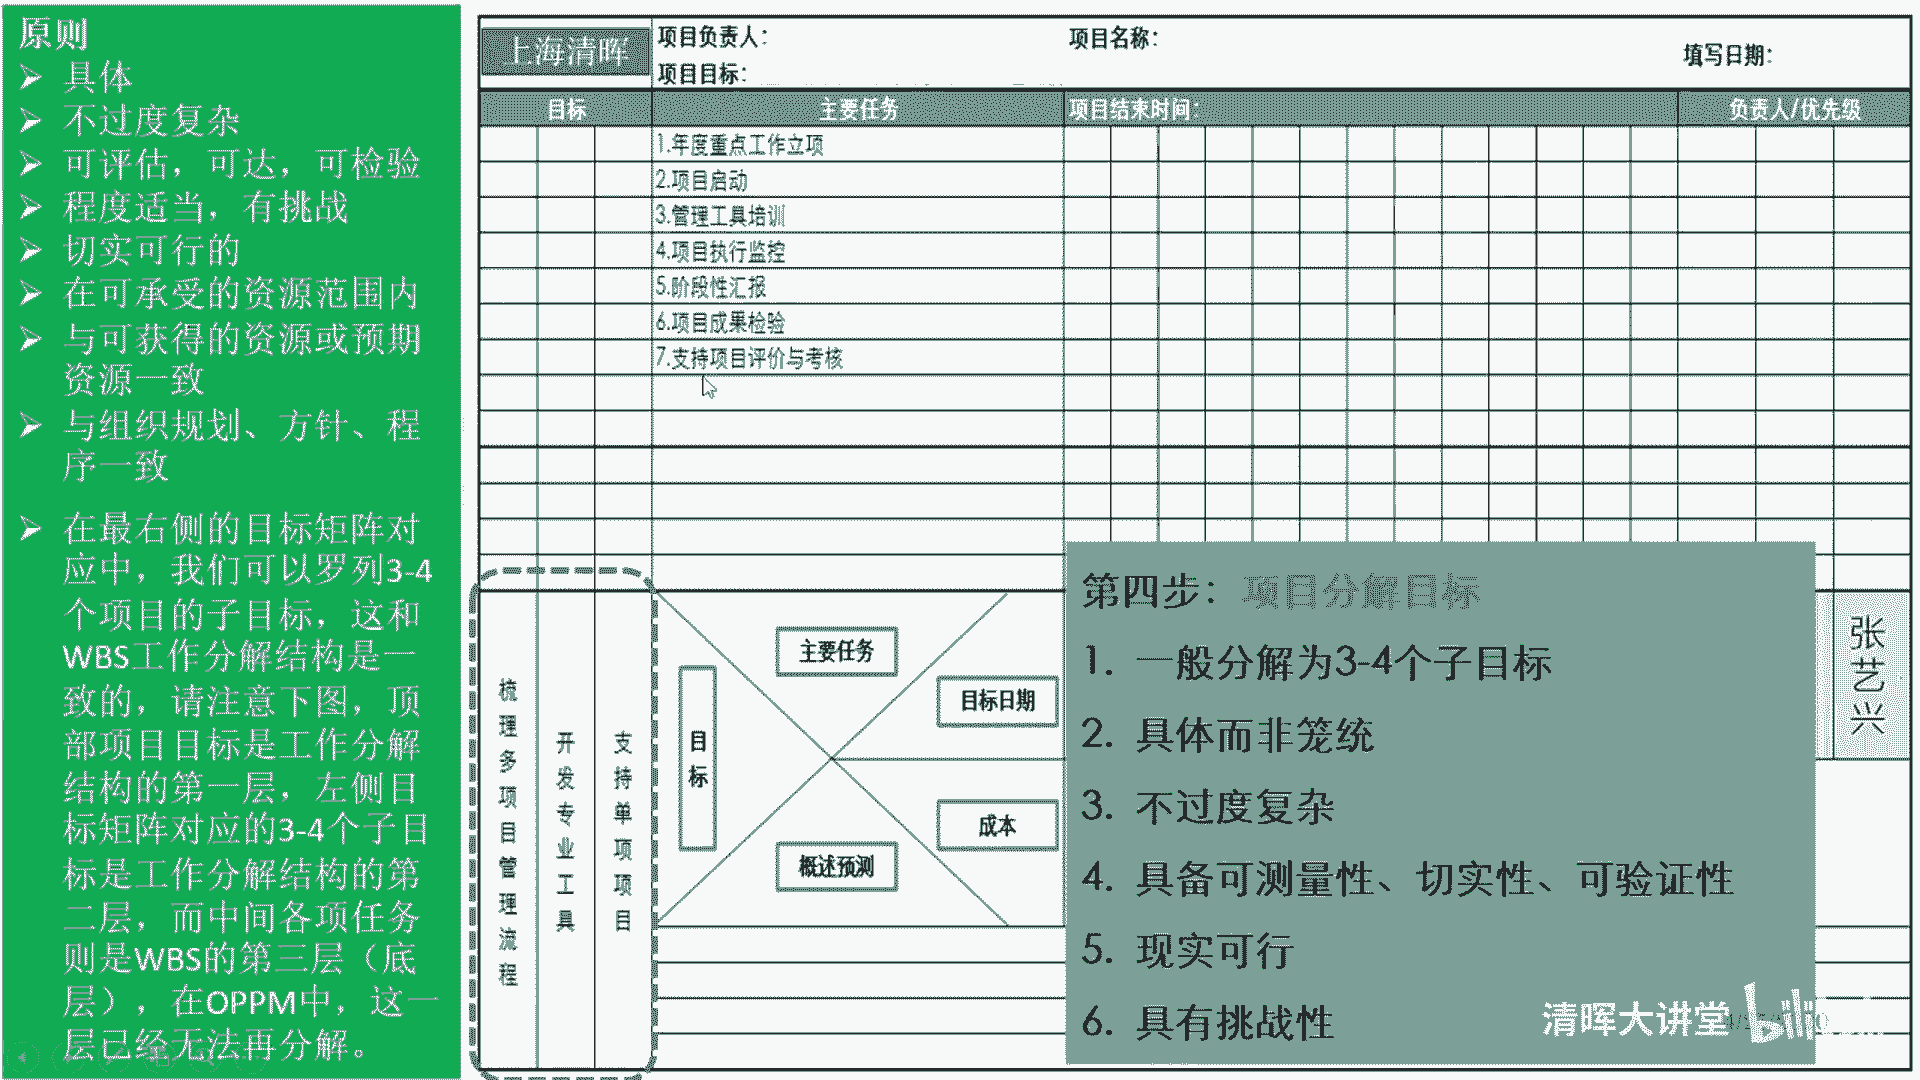 原则
具体
不过度复杂
可评估，可达，可检验
程度适当，有挑战
切实可行的
在可承受的资源范围内
与可获得的资源或预期
资源一致
与组织规划、方针、程
序一致
在最右侧的目标矩阵对
应中，我们可以罗列3-4
个项目的子目标，这和
WBS工作分解结构是一
致的，请注意下图，顶
部项目目标是工作分解
结构的第一层，左侧目
标矩阵对应的3-4个子目
标是工作分解结构的第
二层，而中间各项任务
则是WBS的第三层（底
层），在OPPM中，这一
层已经无法再分解。
上海清晖
项目负责人：
项目名称：
填写日期：
项目目标：
目标
主要任务
项目结束时间：
负责人/优先级
1.年度重点工作立项
2.项目启动
3.管理工具培训
4.项目执行监控
5.阶段性汇报
6.项目成果检验
7.支持项目评价与考核
梳理多项目管理流程
开发专业工具
支持单项项目
主要任务
目标
目标日期
成本
概述预测
第四步：项目分解目标
1. 一般分解为3-4个子目标
2. 具体而非笼统
3. 不过度复杂
4. 具备可测量性、切实性、可验证性
5. 现实可行
6. 具有挑战性
张艺兴
清晖大讲堂